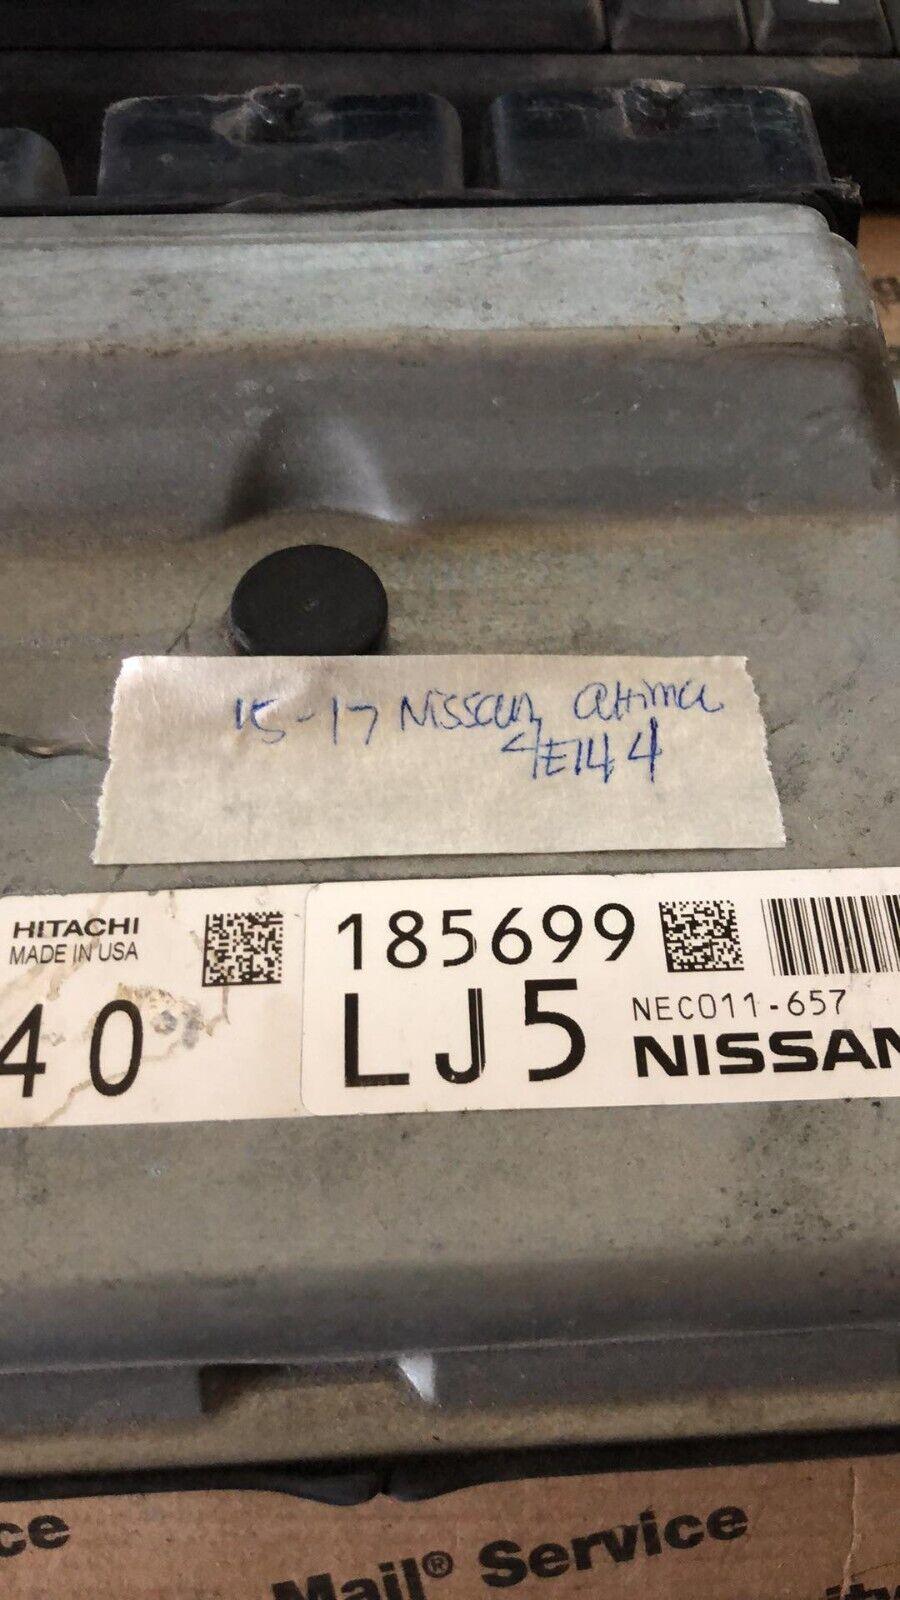 15-17 Nissan altima
4E144
HITACHI
MADE IN USA
40
185699
LJ5
NEC011-657
NISSAN
ce
Mail® Service